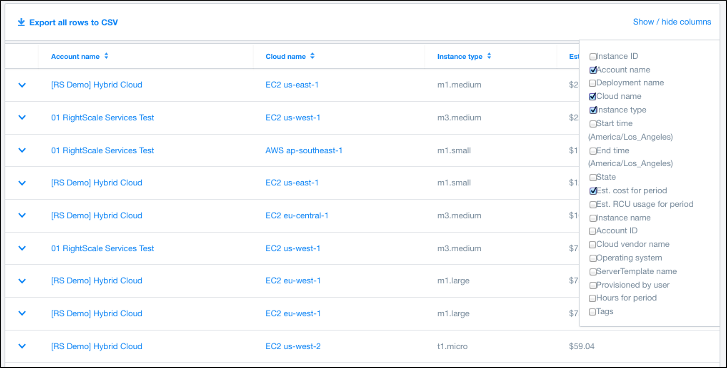 Export all rows to CSV
Show / hide columns
Account name
Cloud name
Instance type
Est
[RS Demo] Hybrid Cloud
EC2 us-east-1
m1.medium
$2
01 RightScale Services Test
EC2 us-west-1
m3.medium
$2
01 RightScale Services Test
AWS ap-southeast-1
m1.small
$1
[RS Demo] Hybrid Cloud
EC2 us-east-1
m1.small
$1
[RS Demo] Hybrid Cloud
EC2 eu-central-1
m3.medium
$1
01 RightScale Services Test
EC2 us-west-1
m3.medium
$7
[RS Demo] Hybrid Cloud
EC2 eu-west-1
m1.large
$7
[RS Demo] Hybrid Cloud
EC2 eu-west-1
m1.large
$7
[RS Demo] Hybrid Cloud
EC2 us-west-2
t1.micro
$59.04
Instance ID
Account name
Deployment name
Cloud name
Instance type
Start time
(America/Los_Angeles)
End time
(America/Los_Angeles)
State
Est. cost for period
Est. RCU usage for period
Instance name
Account ID
Cloud vendor name
Operating system
ServerTemplate name
Provisioned by user
Hours for period
Tags